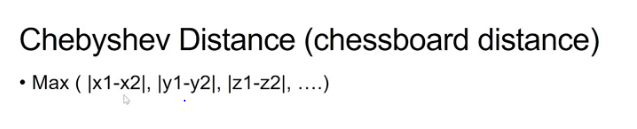 Chebyshev Distance (chessboard distance)
• Max ( |x1-x2|, |y1-y2|, |z1-z2|, ….)